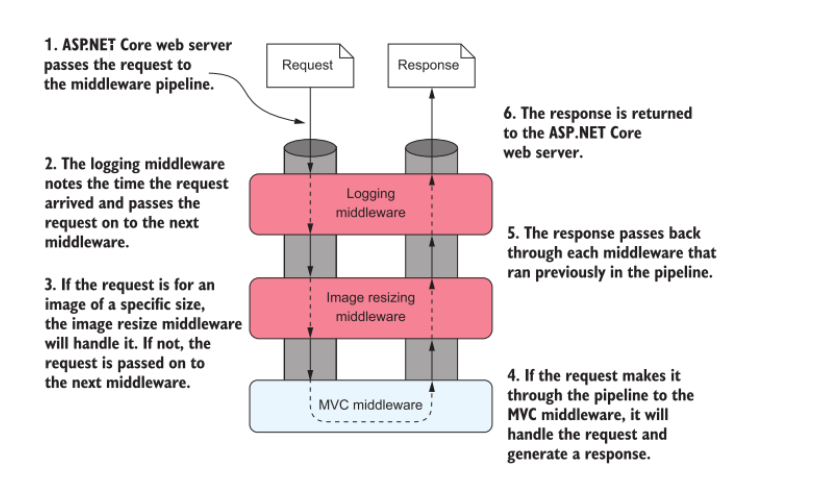 1. ASP.NET Core web server
passes the request to
the middleware pipeline.
Request
Response
6. The response is returned
to the ASP.NET Core
web server.
2. The logging middleware
notes the time the request
arrived and passes the
request on to the next
middleware.
Logging
middleware
5. The response passes back
through each middleware that
ran previously in the pipeline.
3. If the request is for an
image of a specific size,
the image resize middleware
will handle it. If not, the
request is passed on to
the next middleware.
Image resizing
middleware
4. If the request makes it
through the pipeline to the
MVC middleware, it will
handle the request and
generate a response.
MVC middleware